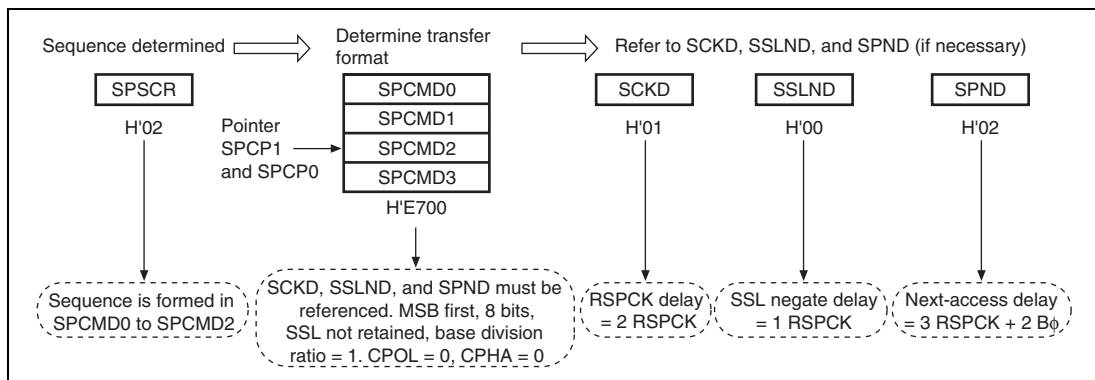 Sequence determined
Determine transfer
format
Refer to SCKD, SSLND, and SPND (if necessary)
SPSCR
H'02
Pointer
SPCP1
and SPCP0
SPCMD0
SPCMD1
SPCMD2
SPCMD3
H'E700
SCKD
H'01
SSLND
H'00
SPND
H'02
Sequence is formed in
SPCMD0 to SPCMD2
SCKD, SSLND, and SPND must be
referenced. MSB first, 8 bits,
SSL not retained, base division
ratio = 1. CPOL = 0, CPHA = 0
RSPCK delay
= 2 RSPCK
SSL negate delay
= 1 RSPCK
Next-access delay
= 3 RSPCK + 2 Bϕ